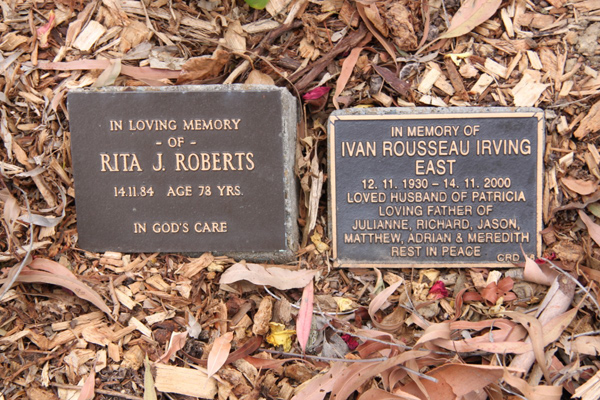 IN LOVING MEMORY
- OF -
RITA J. ROBERTS
14.11.84 AGE 78 YRS.
IN GOD'S CARE
IN MEMORY OF
IVAN ROUSSEAU IRVING
EAST
12. 11. 1930 - 14. 11. 2000
LOVED HUSBAND OF PATRICIA
LOVING FATHER OF
JULIANNE, RICHARD, JASON,
MATTHEW, ADRIAN & MEREDITH
REST IN PEACE
CRD